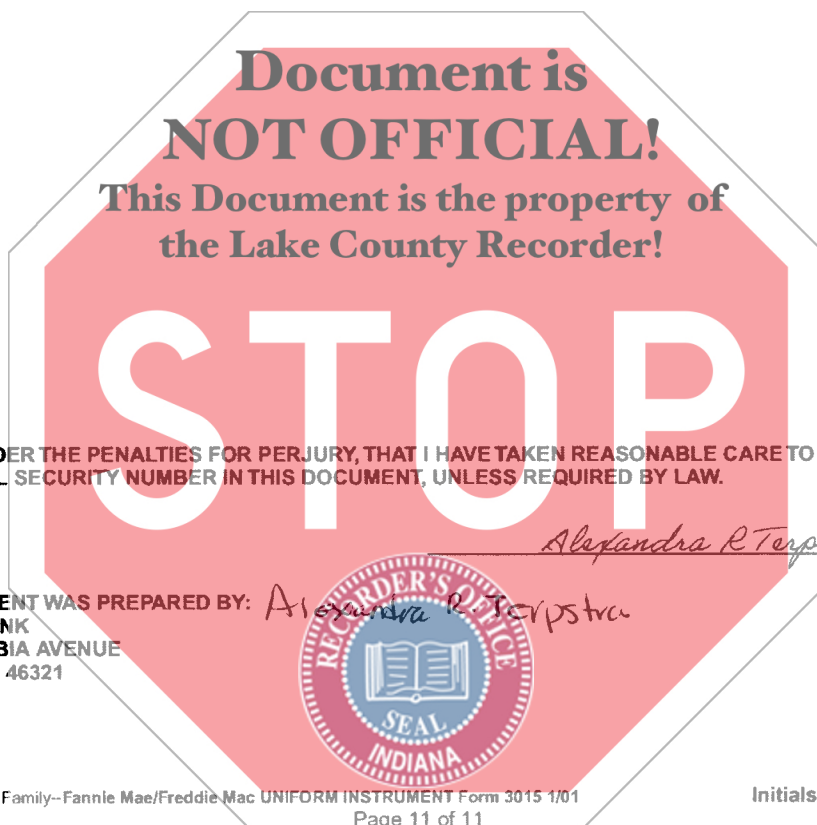 Document is
NOT OFFICIAL!
This Document is the property of
the Lake County Recorder!
STOP
DER THE PENALTIES FOR PERJURY, THAT I HAVE TAKEN REASONABLE CARE TO
L SECURITY NUMBER IN THIS DOCUMENT, UNLESS REQUIRED BY LAW.
Alexandra R Terp
ENT WAS PREPARED BY: Alexandra R. Terpstra
NK
BIA AVENUE
46321
RECORDER'S OFFICE
SEAL
INDIANA
Family--Fannie Mae/Freddie Mac UNIFORM INSTRUMENT Form 3015 1/01
Initials
Page 11 of 11